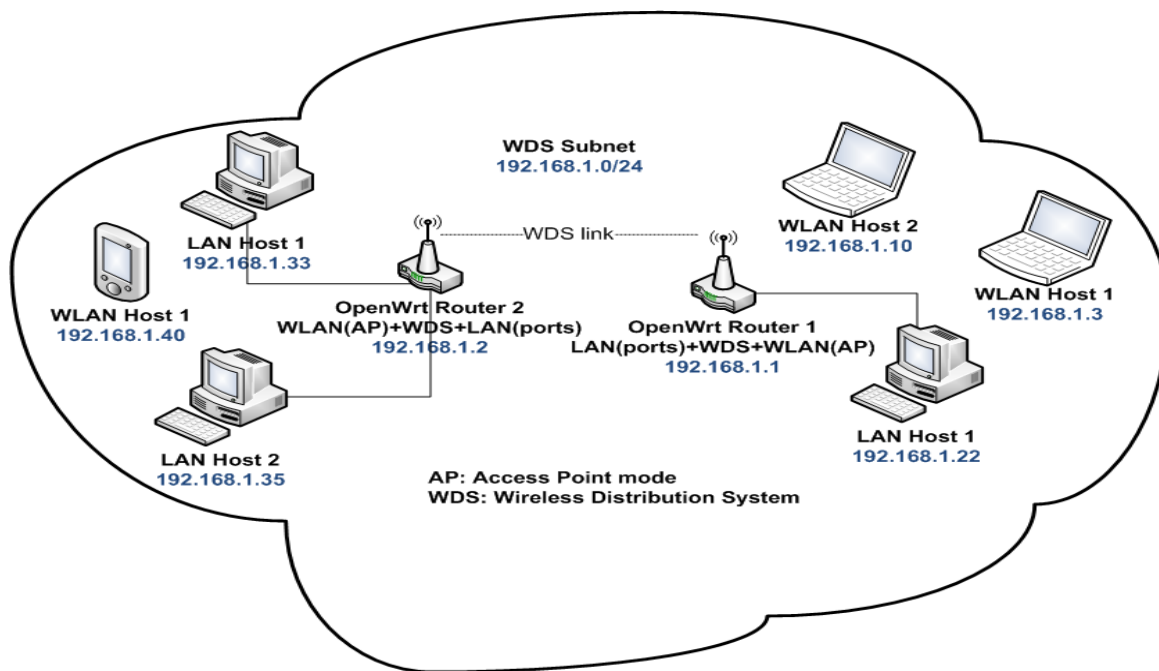 WDS Subnet
192.168.1.0/24
LAN Host 1
192.168.1.33
WLAN Host 1
192.168.1.40
LAN Host 2
192.168.1.35
OpenWrt Router 2
WLAN(AP)+WDS+LAN(ports)
192.168.1.2
WDS link
OpenWrt Router 1
LAN(ports)+WDS+WLAN(AP)
192.168.1.1
WLAN Host 2
192.168.1.10
WLAN Host 1
192.168.1.3
LAN Host 1
192.168.1.22
AP: Access Point mode
WDS: Wireless Distribution System